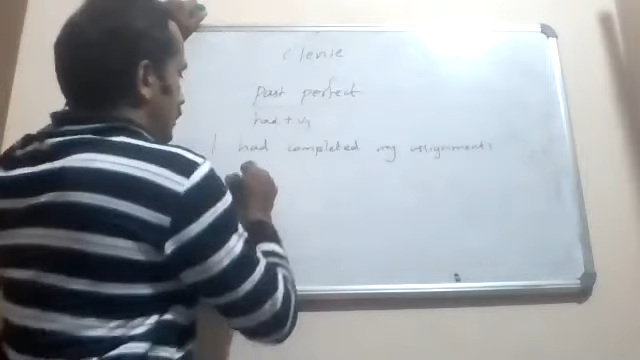 Past perfect
had + v₃
I had completed my assignments